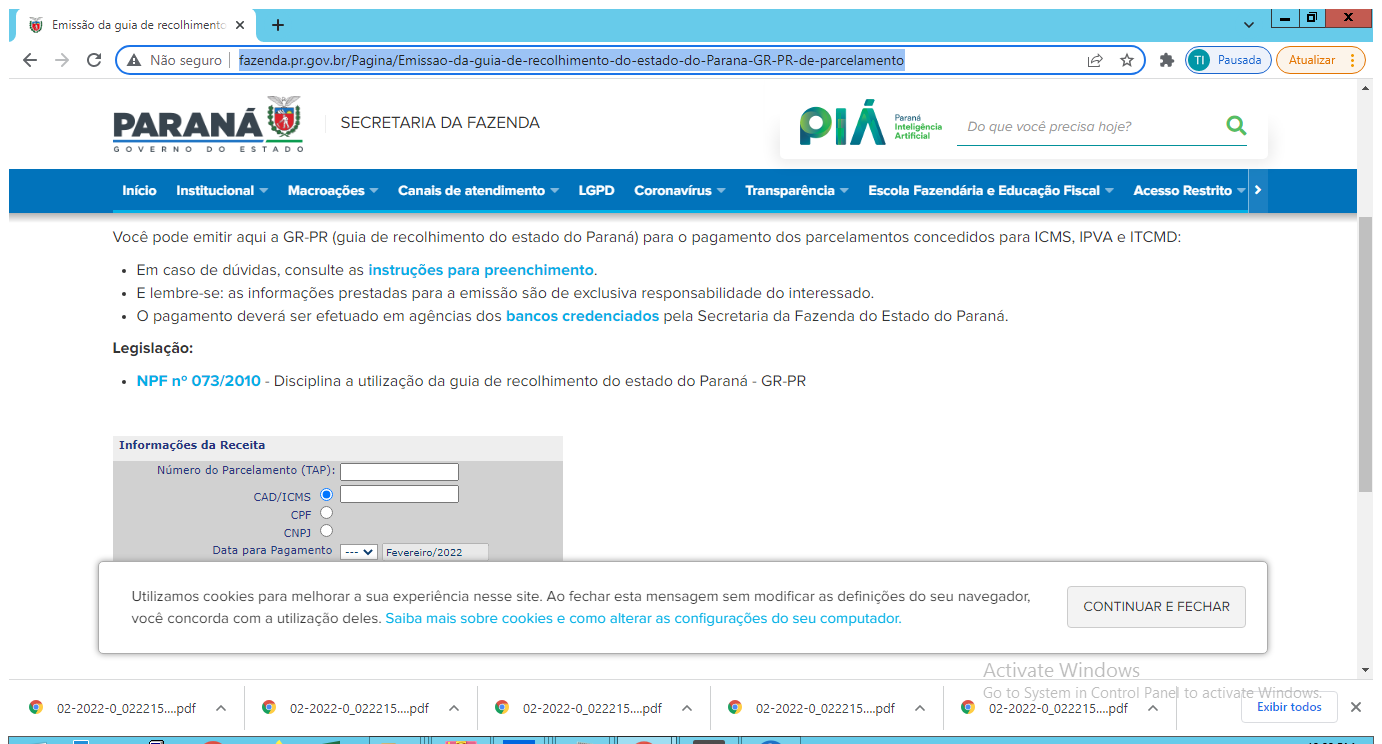 Emissão da guia de recolhimento
Não seguro
fazenda.pr.gov.br/Pagina/Emissao-da-guia-de-recolhimento-do-estado-do-Parana-GR-PR-de-parcelamento
TI Pausada
Atualizar
PARANÁ
GOVERNO DO ESTADO
SECRETARIA DA FAZENDA
PIÁ
Paraná
Inteligência
Artificial
Do que você precisa hoje?
Início Institucional Macroações Canais de atendimento LGPD Coronavírus Transparência Escola Fazendária e Educação Fiscal Acesso Restrito
Você pode emitir aqui a GR-PR (guia de recolhimento do estado do Paraná) para o pagamento dos parcelamentos concedidos para ICMS, IPVA e ITCMD:
• Em caso de dúvidas, consulte as instruções para preenchimento.
• E lembre-se: as informações prestadas para a emissão são de exclusiva responsabilidade do interessado.
• O pagamento deverá ser efetuado em agências dos bancos credenciados pela Secretaria da Fazenda do Estado do Paraná.
Legislação:
• NPF nº 073/2010 - Disciplina a utilização da guia de recolhimento do estado do Paraná - GR-PR
Informações da Receita
Número do Parcelamento (TAP):
CAD/ICMS
CPF
CNPJ
Data para Pagamento --- Fevereiro/2022
Utilizamos cookies para melhorar a sua experiência nesse site. Ao fechar esta mensagem sem modificar as definições do seu navegador,
você concorda com a utilização deles. Saiba mais sobre cookies e como alterar as configurações do seu computador.
CONTINUAR E FECHAR
Activate Windows
Go to System in Control Panel to activate Windows.
02-2022-0_022215....pdf 02-2022-0_022215....pdf 02-2022-0_022215....pdf 02-2022-0_022215....pdf 02-2022-0_022215....pdf
Exibir todos